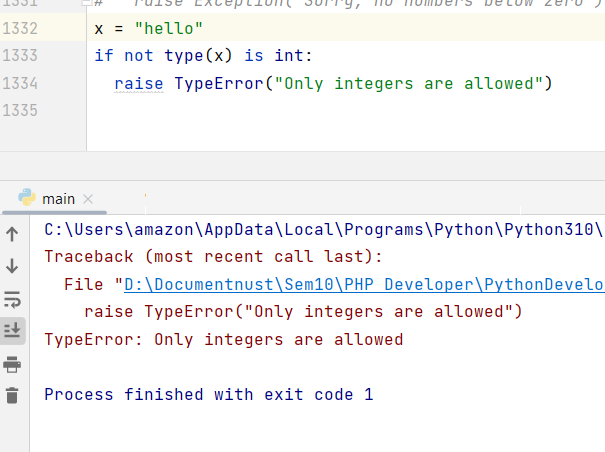 1331 # raise Exception("Sorry, no numbers below zero")
1332 x = "hello"
1333 if not type(x) is int:
1334 raise TypeError("Only integers are allowed")
1335
main
C:\Users\amazon\AppData\Local\Programs\Python\Python310\
Traceback (most recent call last):
File "D:\Documentnust\Sem10\PHP Developer\PythonDevelo
raise TypeError("Only integers are allowed")
TypeError: Only integers are allowed
Process finished with exit code 1